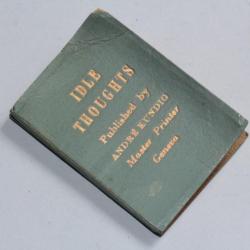 IDLE
THOUGHTS
Published by
ANDRÉ KUNDIG
Master Printer
Geneva